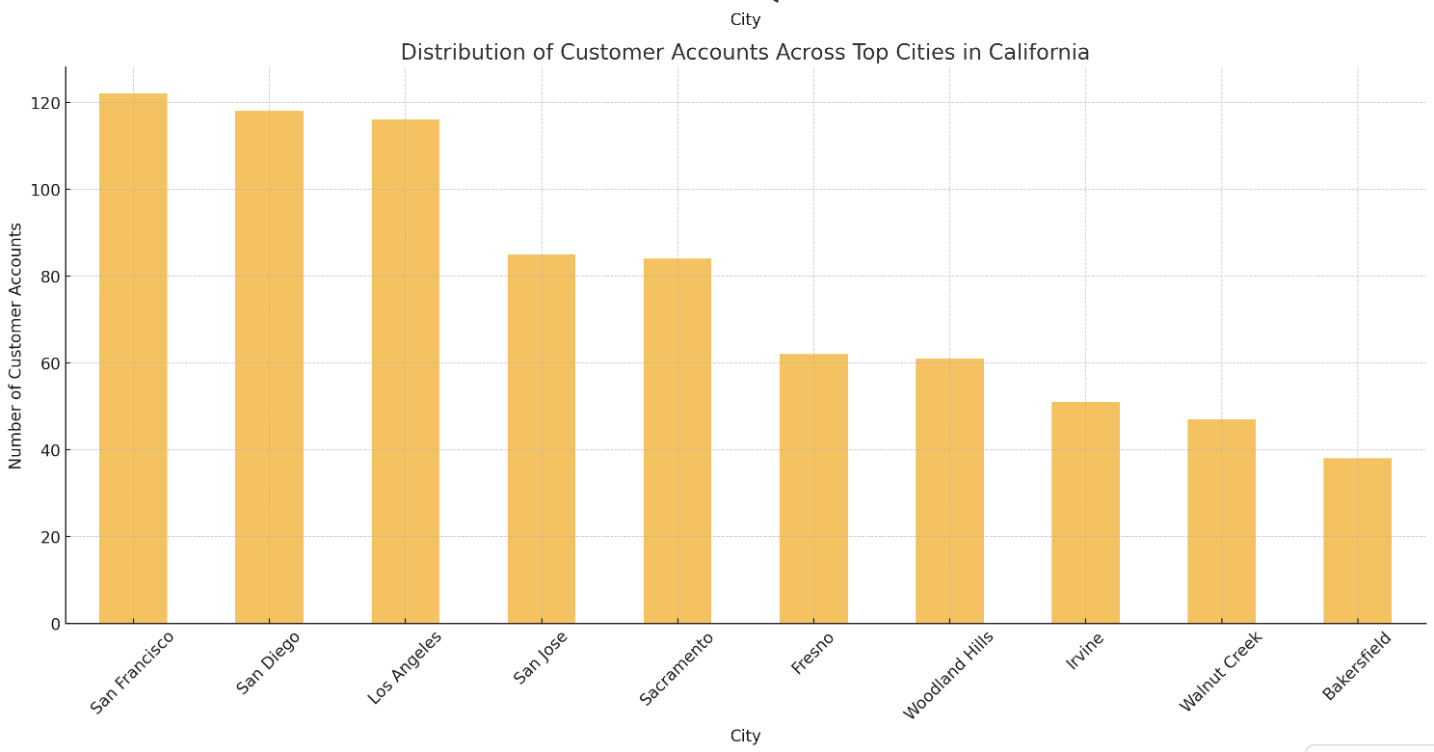 City
Distribution of Customer Accounts Across Top Cities in California
Number of Customer Accounts
120
100
80
60
40
20
0
San Francisco
San Diego
Los Angeles
San Jose
Sacramento
Fresno
Woodland Hills
Irvine
Walnut Creek
Bakersfield
City